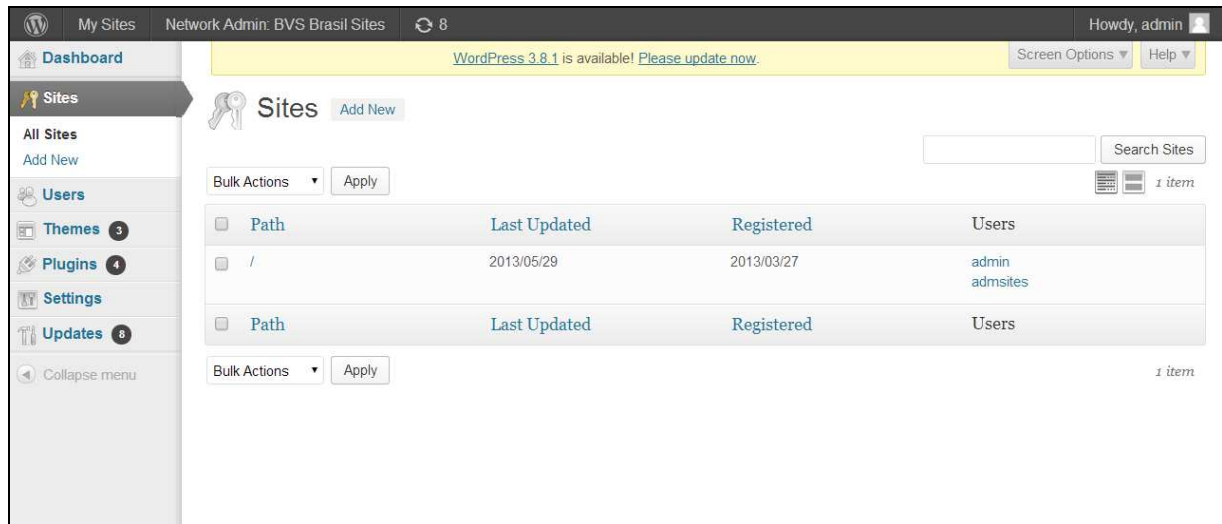 My Sites Network Admin: BVS Brasil Sites 8 Howdy, admin
WordPress 3.8.1 is available! Please update now.
Screen Options Help
Dashboard
Sites
All Sites
Add New
Users
Themes 3
Plugins 4
Settings
Updates 8
Collapse menu
Sites Add New
Search Sites
Bulk Actions Apply 1 item
Path Last Updated Registered Users
/ 2013/05/29 2013/03/27 admin
admsites
Path Last Updated Registered Users
Bulk Actions Apply 1 item